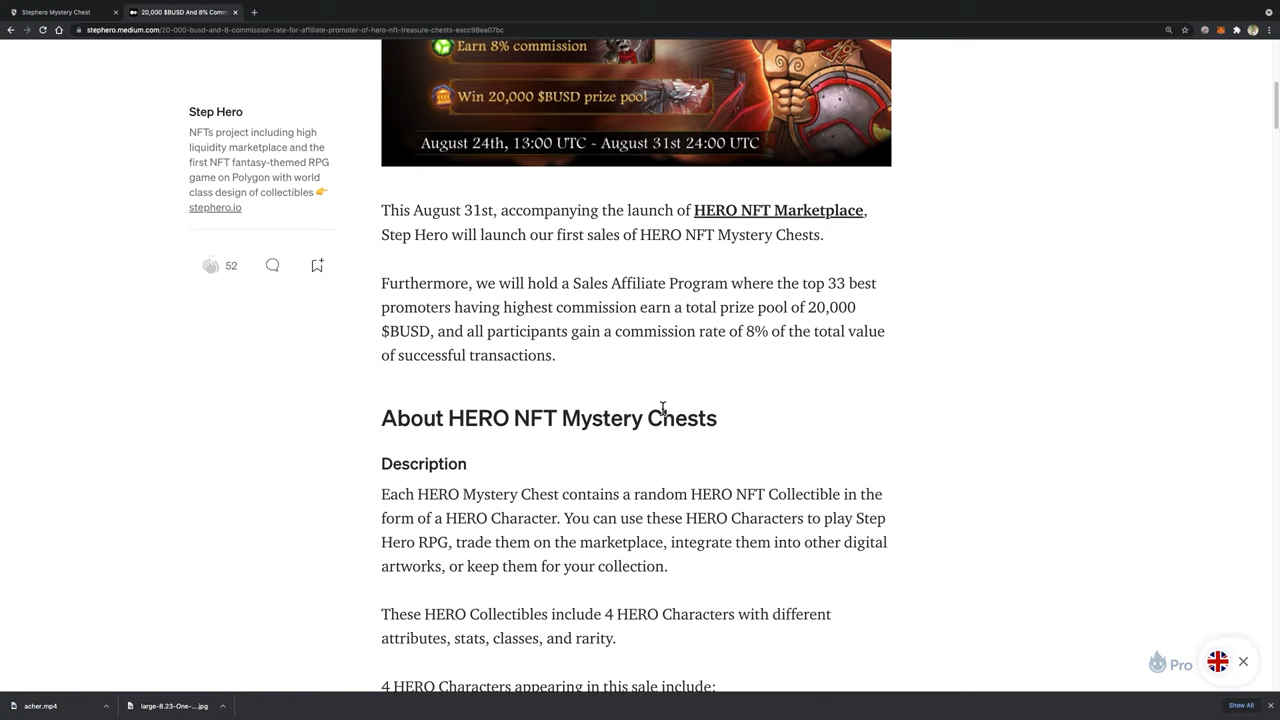 Stephero Mystery Chest
20,000 $BUSD And 8% Comm
stephero.medium.com/20-000-busd-and-8-commission-rate-for-affiliate-promoter-of-hero-nft-treasure-chests-eacc98ea07bc
Earn 8% commission
Win 20,000 $BUSD prize pool
August 24th, 13:00 UTC ~ August 31st 24:00 UTC
Step Hero
NFTs project including high
liquidity marketplace and the
first NFT fantasy-themed RPG
game on Polygon with world
class design of collectibles 👉
stephero.io
52
This August 31st, accompanying the launch of HERO NFT Marketplace,
Step Hero will launch our first sales of HERO NFT Mystery Chests.
Furthermore, we will hold a Sales Affiliate Program where the top 33 best
promoters having highest commission earn a total prize pool of 20,000
$BUSD, and all participants gain a commission rate of 8% of the total value
of successful transactions.
About HERO NFT Mystery Chests
Description
Each HERO Mystery Chest contains a random HERO NFT Collectible in the
form of a HERO Character. You can use these HERO Characters to play Step
Hero RPG, trade them on the marketplace, integrate them into other digital
artworks, or keep them for your collection.
These HERO Collectibles include 4 HERO Characters with different
attributes, stats, classes, and rarity.
4 HERO Characters appearing in this sale include:
Pro
acher.mp4
large-8.23-One-....jpg
Show All